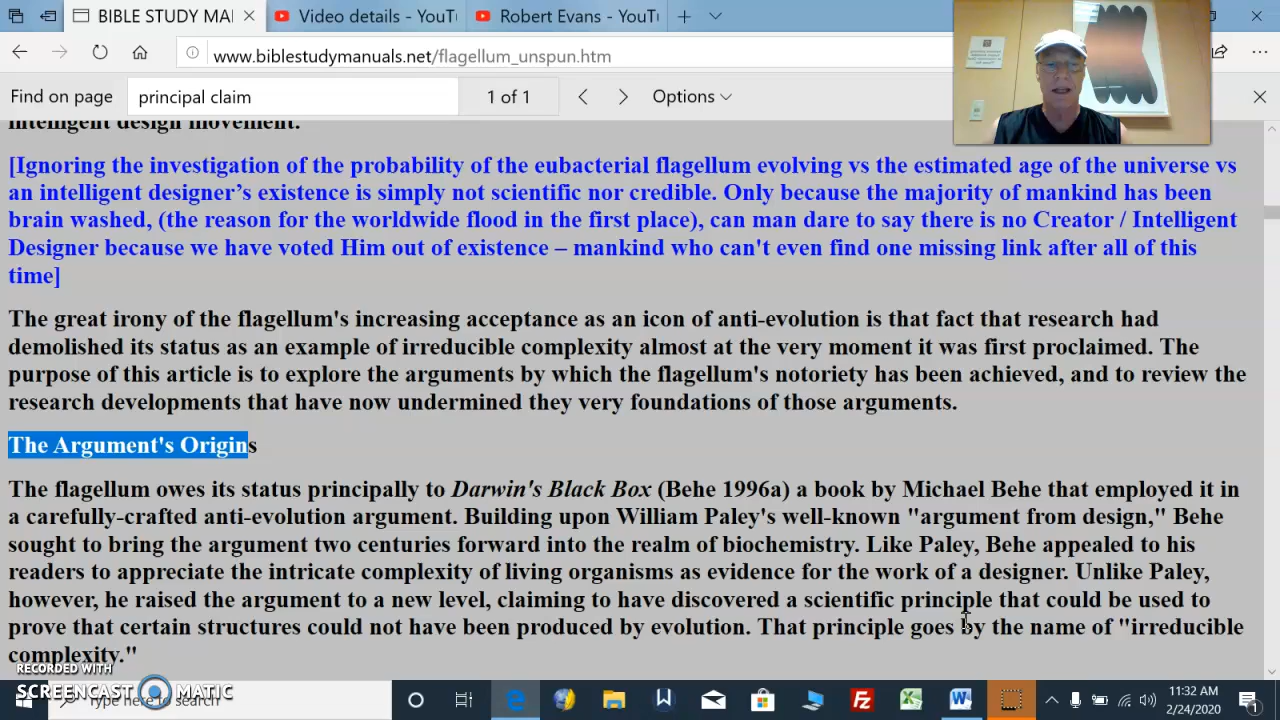 BIBLE STUDY MAI
Video details - YouTu
Robert Evans - YouTu
www.biblestudymanuals.net/flagellum_unspun.htm
Find on page principal claim 1 of 1 Options
intelligent design movement.
[Ignoring the investigation of the probability of the eubacterial flagellum evolving vs the estimated age of the universe vs
an intelligent designer’s existence is simply not scientific nor credible. Only because the majority of mankind has been
brain washed, (the reason for the worldwide flood in the first place), can man dare to say there is no Creator / Intelligent
Designer because we have voted Him out of existence – mankind who can't even find one missing link after all of this
time]
The great irony of the flagellum's increasing acceptance as an icon of anti-evolution is that fact that research had
demolished its status as an example of irreducible complexity almost at the very moment it was first proclaimed. The
purpose of this article is to explore the arguments by which the flagellum's notoriety has been achieved, and to review the
research developments that have now undermined they very foundations of those arguments.
The Argument's Origins
The flagellum owes its status principally to Darwin's Black Box (Behe 1996a) a book by Michael Behe that employed it in
a carefully-crafted anti-evolution argument. Building upon William Paley's well-known "argument from design," Behe
sought to bring the argument two centuries forward into the realm of biochemistry. Like Paley, Behe appealed to his
readers to appreciate the intricate complexity of living organisms as evidence for the work of a designer. Unlike Paley,
however, he raised the argument to a new level, claiming to have discovered a scientific principle that could be used to
prove that certain structures could not have been produced by evolution. That principle goes by the name of "irreducible
complexity."
RECORDED WITH
SCREENCAST MATIC
Type here to search
11:32 AM
2/24/2020
1